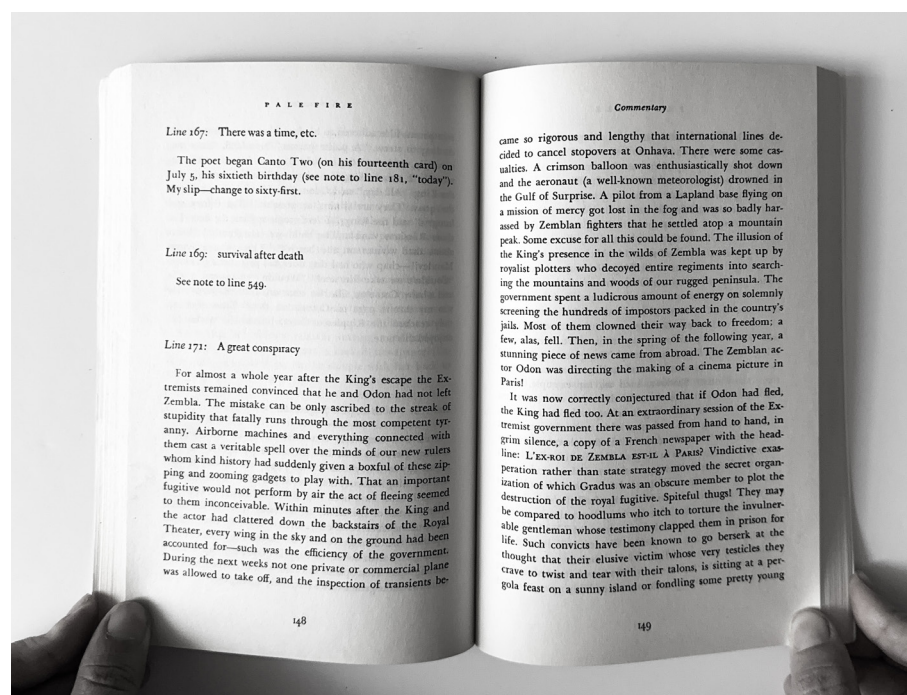 PALE FIRE
Line 167: There was a time, etc.
The poet began Canto Two (on his fourteenth card) on
July 5, his sixtieth birthday (see note to line 181, "today").
My slip—change to sixty-first.
Line 169: survival after death
See note to line 549.
Line 171: A great conspiracy
For almost a whole year after the King's escape the Ex-
tremists remained convinced that he and Odon had not left
Zembla. The mistake can be only ascribed to the streak of
stupidity that fatally runs through the most competent tyr-
anny. Airborne machines and everything connected with
them cast a veritable spell over the minds of our new rulers
whom kind history had suddenly given a boxful of these zip-
ping and zooming gadgets to play with. That an important
fugitive would not perform by air the act of fleeing seemed
to them inconceivable. Within minutes after the King and
the actor had clattered down the backstairs of the Royal
Theater, every wing in the sky and on the ground had been
accounted for—such was the efficiency of the government.
During the next weeks not one private or commercial plane
was allowed to take off, and the inspection of transients be-
148
Commentary
came so rigorous and lengthy that international lines de-
cided to cancel stopovers at Onhava. There were some cas-
ualties. A crimson balloon was enthusiastically shot down
and the aeronaut (a well-known meteorologist) drowned in
the Gulf of Surprise. A pilot from a Lapland base flying on
a mission of mercy got lost in the fog and was so badly har-
assed by Zemblan fighters that he settled atop a mountain
peak. Some excuse for all this could be found. The illusion of
the King's presence in the wilds of Zembla was kept up by
royalist plotters who decoyed entire regiments into search-
ing the mountains and woods of our rugged peninsula. The
government spent a ludicrous amount of energy on solemnly
screening the hundreds of impostors packed in the country's
jails. Most of them clowned their way back to freedom; a
few, alas, fell. Then, in the spring of the following year, a
stunning piece of news came from abroad. The Zemblan ac-
tor Odon was directing the making of a cinema picture in
Paris!
It was now correctly conjectured that if Odon had fled,
the King had fled too. At an extraordinary session of the Ex-
tremist government there was passed from hand to hand, in
grim silence, a copy of a French newspaper with the head-
line: L'EX-ROI DE ZEMBLA EST-IL À PARIS? Vindictive exas-
peration rather than state strategy moved the secret organ-
ization of which Gradus was an obscure member to plot the
destruction of the royal fugitive. Spiteful thugs! They may
be compared to hoodlums who itch to torture the invulner-
able gentleman whose testimony clapped them in prison for
life. Such convicts have been known to go berserk at the
thought that their elusive victim whose very testicles they
crave to twist and tear with their talons, is sitting at a per-
gola feast on a sunny island or fondling some pretty young
149